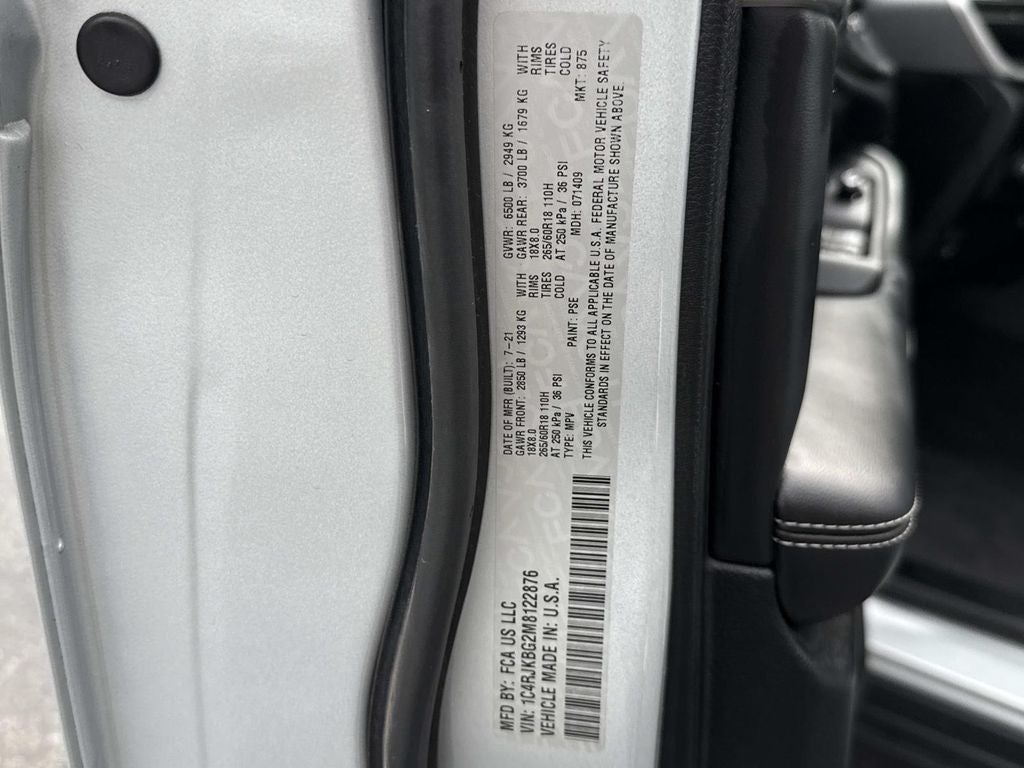 MFD BY: FCA US LLC
VIN: 1C4RJKBG2M8122876
VEHICLE MADE IN: U.S.A.
DATE OF MFR (BUILT): 7-21 GVWR: 6500 LB / 2949 KG
GAWR FRONT: 2850 LB / 1293 KG WITH GAWR REAR: 3700 LB / 1679 KG WITH
18X8.0 RIMS 18X8.0 RIMS
265/60R18 110H TIRES 265/60R18 110H TIRES
AT 250 kPa / 36 PSI COLD AT 250 kPa / 36 PSI COLD
TYPE: MPV PAINT: PSE MDH: 071409 MKT: 875
THIS VEHICLE CONFORMS TO ALL APPLICABLE U.S.A. FEDERAL MOTOR VEHICLE SAFETY
STANDARDS IN EFFECT ON THE DATE OF MANUFACTURE SHOWN ABOVE.